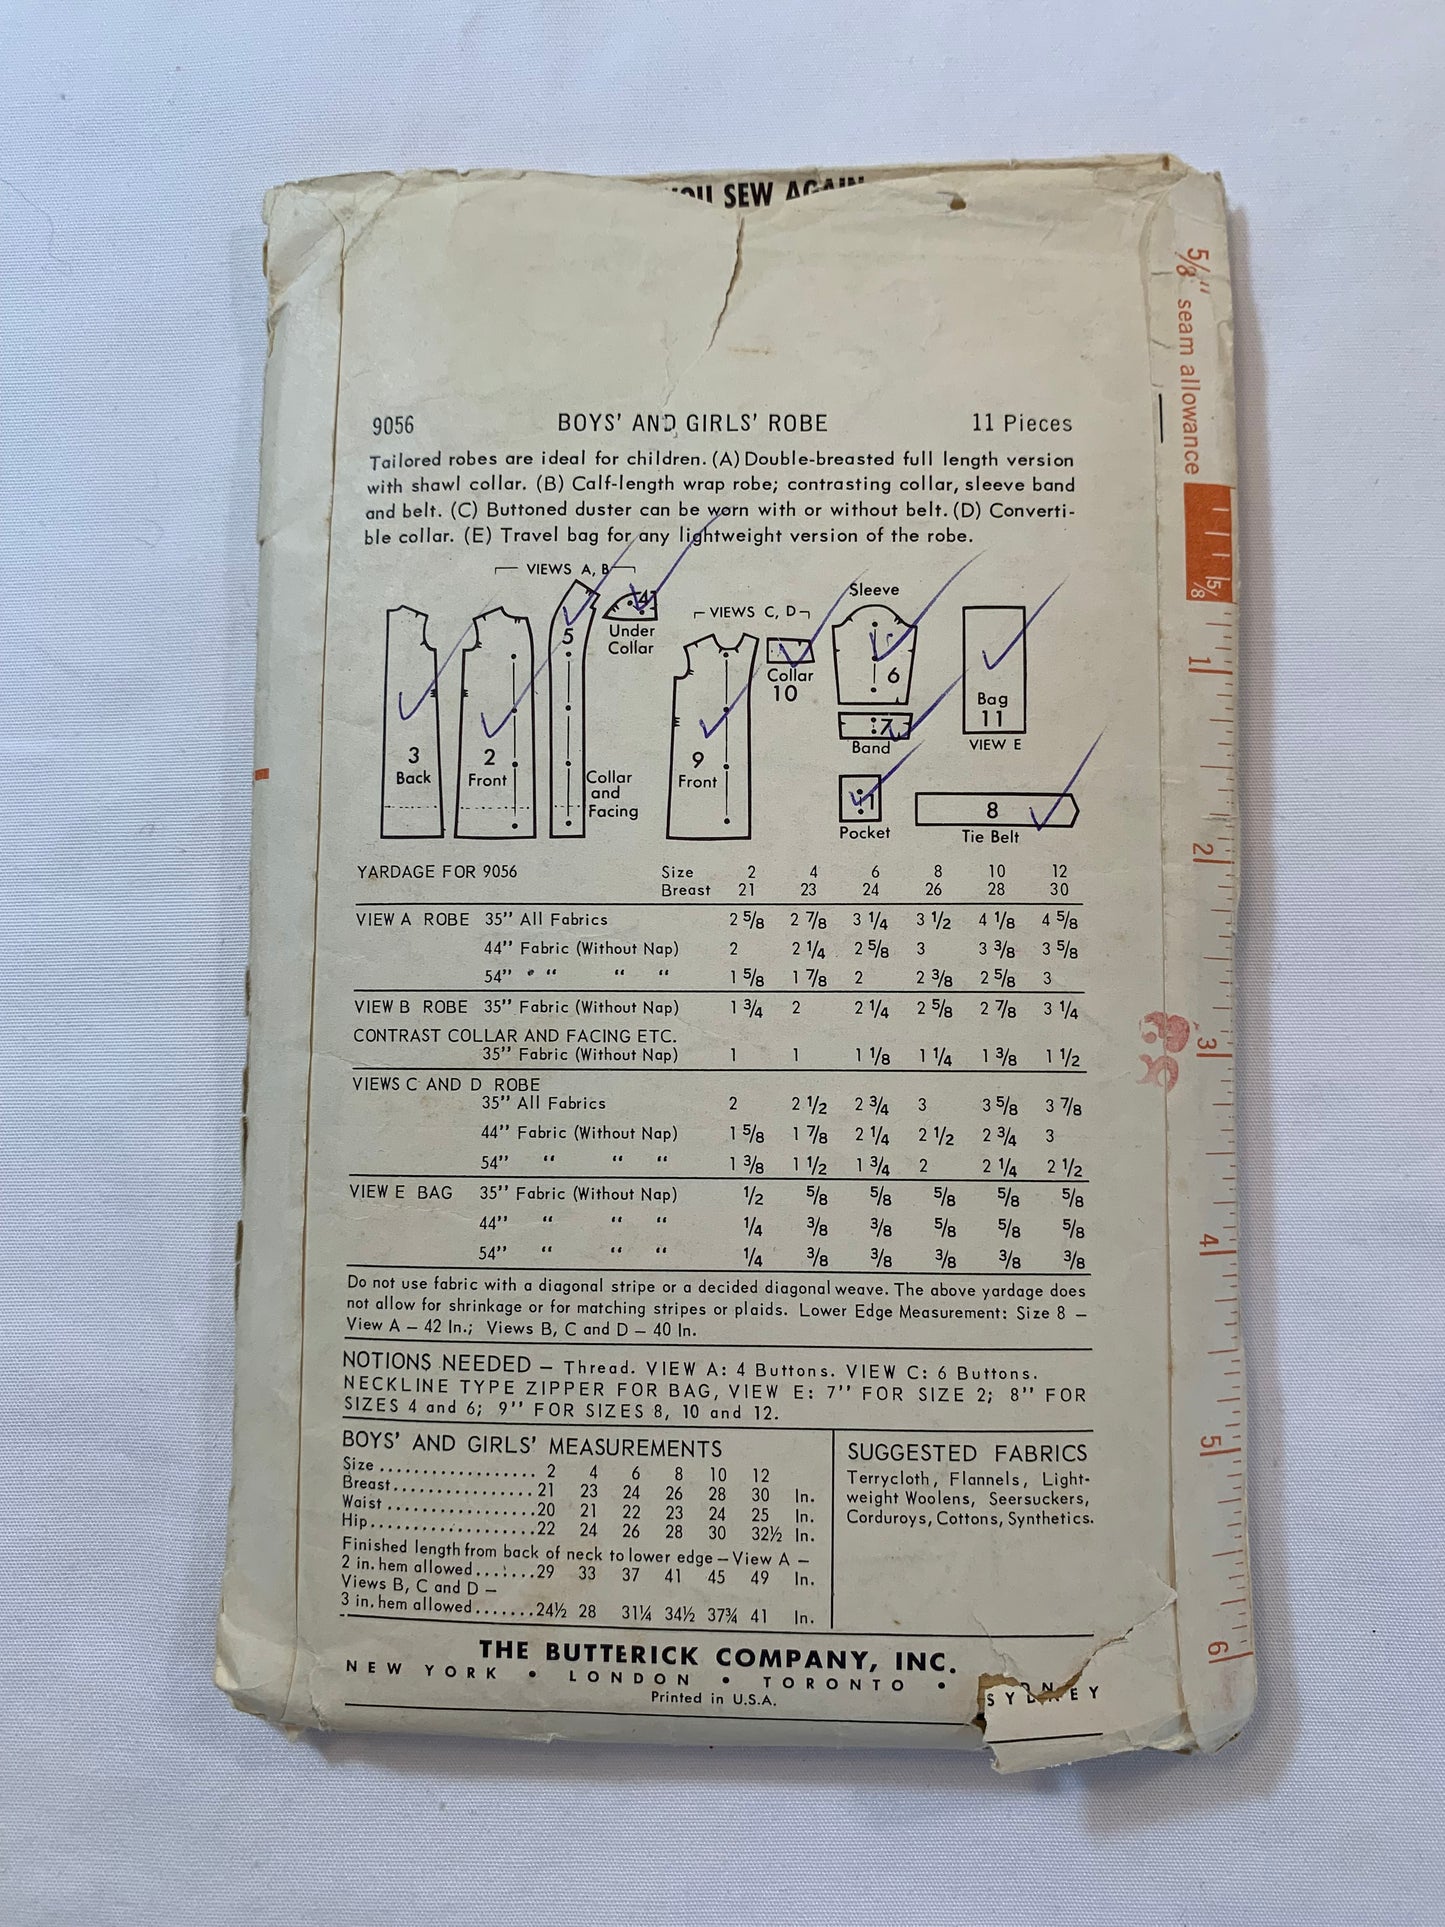 YOU SEW AGAIN
5/8" seam allowance
9056 BOYS' AND GIRLS' ROBE 11 Pieces
Tailored robes are ideal for children. (A) Double-breasted full length version
with shawl collar. (B) Calf-length wrap robe; contrasting collar, sleeve band
and belt. (C) Buttoned duster can be worn with or without belt. (D) Converti-
ble collar. (E) Travel bag for any lightweight version of the robe.
VIEWS A, B
VIEWS C, D
Sleeve
4
Under
Collar
5
Collar
10
6
Bag
11
VIEW E
7
Band
3
Back
2
Front
Collar
and
Facing
9
Front
1
Pocket
8
Tie Belt
5/8
1
2
3
4
5
6
YARDAGE FOR 9056 Size 2 4 6 8 10 12
Breast 21 23 24 26 28 30
VIEW A ROBE 35" All Fabrics 2 5/8 2 7/8 3 1/4 3 1/2 4 1/8 4 5/8
44" Fabric (Without Nap) 2 2 1/4 2 5/8 3 3 3/8 3 5/8
54" " " " 1 5/8 1 7/8 2 2 3/8 2 5/8 3
VIEW B ROBE 35" Fabric (Without Nap) 1 3/4 2 2 1/4 2 5/8 2 7/8 3 1/4
CONTRAST COLLAR AND FACING ETC.
35" Fabric (Without Nap) 1 1 1 1/8 1 1/4 1 3/8 1 1/2
VIEWS C AND D ROBE
35" All Fabrics 2 2 1/2 2 3/4 3 3 5/8 3 7/8
44" Fabric (Without Nap) 1 5/8 1 7/8 2 1/4 2 1/2 2 3/4 3
54" " " " 1 3/8 1 1/2 1 3/4 2 2 1/4 2 1/2
VIEW E BAG 35" Fabric (Without Nap) 1/2 5/8 5/8 5/8 5/8 5/8
44" " " " 1/4 3/8 3/8 5/8 5/8 5/8
54" " " " 1/4 3/8 3/8 3/8 3/8 3/8
Do not use fabric with a diagonal stripe or a decided diagonal weave. The above yardage does
not allow for shrinkage or for matching stripes or plaids. Lower Edge Measurement: Size 8 –
View A – 42 In.; Views B, C and D – 40 In.
NOTIONS NEEDED – Thread. VIEW A: 4 Buttons. VIEW C: 6 Buttons.
NECKLINE TYPE ZIPPER FOR BAG, VIEW E: 7" FOR SIZE 2; 8" FOR
SIZES 4 and 6; 9" FOR SIZES 8, 10 and 12.
BOYS' AND GIRLS' MEASUREMENTS
Size .................. 2 4 6 8 10 12
Breast................21 23 24 26 28 30 In.
Waist .................20 21 22 23 24 25 In.
Hip...................22 24 26 28 30 32½ In.
Finished length from back of neck to lower edge – View A –
2 in. hem allowed.......29 33 37 41 45 49 In.
Views B, C and D –
3 in. hem allowed.......24½ 28 31¼ 34½ 37¾ 41 In.
SUGGESTED FABRICS
Terrycloth, Flannels, Light-
weight Woolens, Seersuckers,
Corduroys, Cottons, Synthetics.
THE BUTTERICK COMPANY, INC.
NEW YORK • LONDON • TORONTO • SYDNEY
Printed in U.S.A.